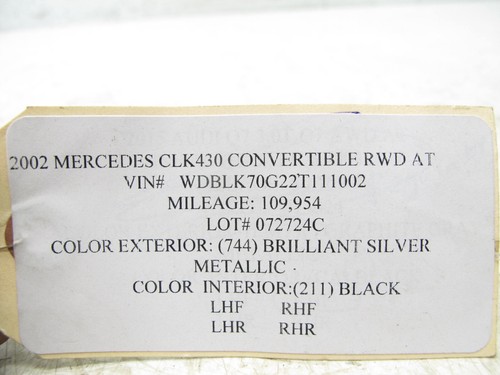 2002 MERCEDES CLK430 CONVERTIBLE RWD AT
VIN# WDBLK70G22T111002
MILEAGE: 109,954
LOT# 072724C
COLOR EXTERIOR: (744) BRILLIANT SILVER
METALLIC
COLOR INTERIOR:(211) BLACK
LHF RHF
LHR RHR